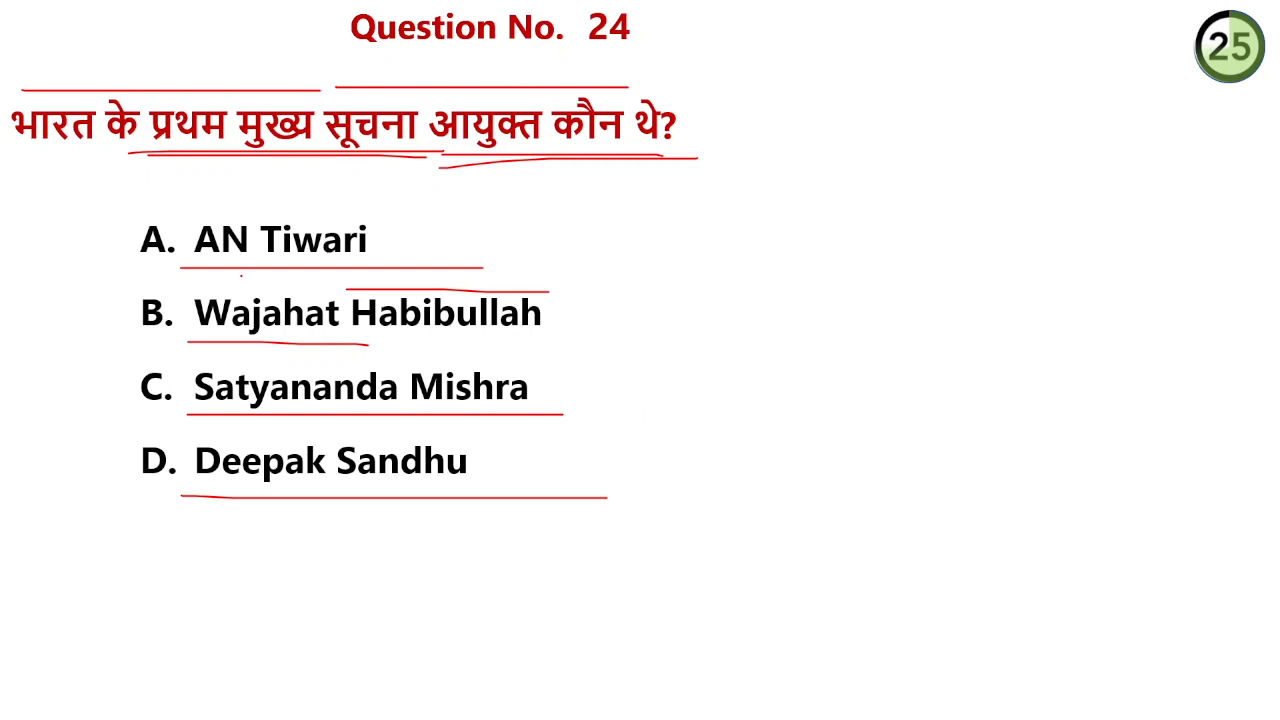 Question No. 24
25
भारत के प्रथम मुख्य सूचना आयुक्त कौन थे?
A. AN Tiwari
B. Wajahat Habibullah
C. Satyananda Mishra
D. Deepak Sandhu